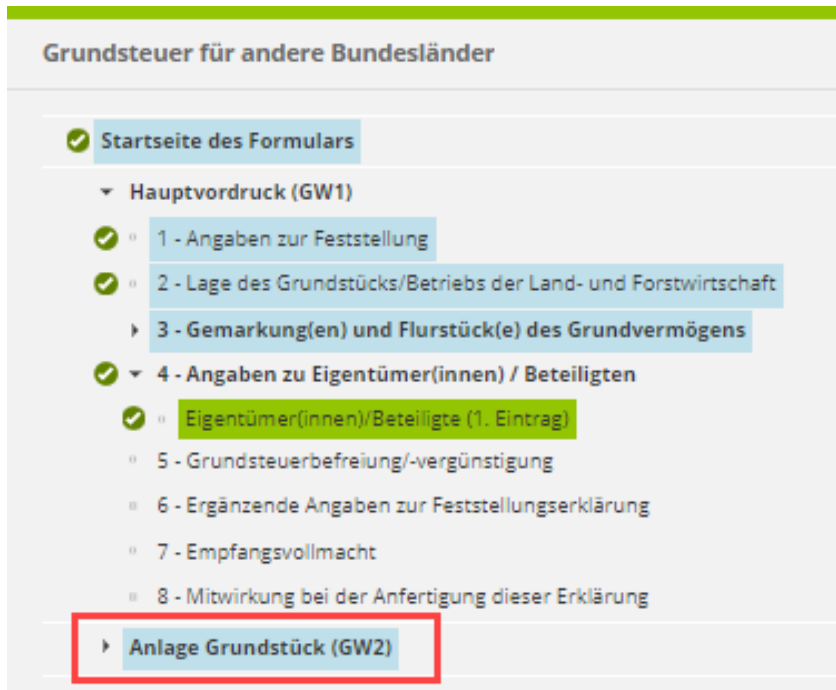 Grundsteuer für andere Bundesländer
Startseite des Formulars
Hauptvordruck (GW1)
1 - Angaben zur Feststellung
2 - Lage des Grundstücks/Betriebs der Land- und Forstwirtschaft
3 - Gemarkung(en) und Flurstück(e) des Grundvermögens
4 - Angaben zu Eigentümer(innen) / Beteiligten
Eigentümer(innen)/Beteiligte (1. Eintrag)
5 - Grundsteuerbefreiung/-vergünstigung
6 - Ergänzende Angaben zur Feststellungserklärung
7 - Empfangsvollmacht
8 - Mitwirkung bei der Anfertigung dieser Erklärung
Anlage Grundstück (GW2)